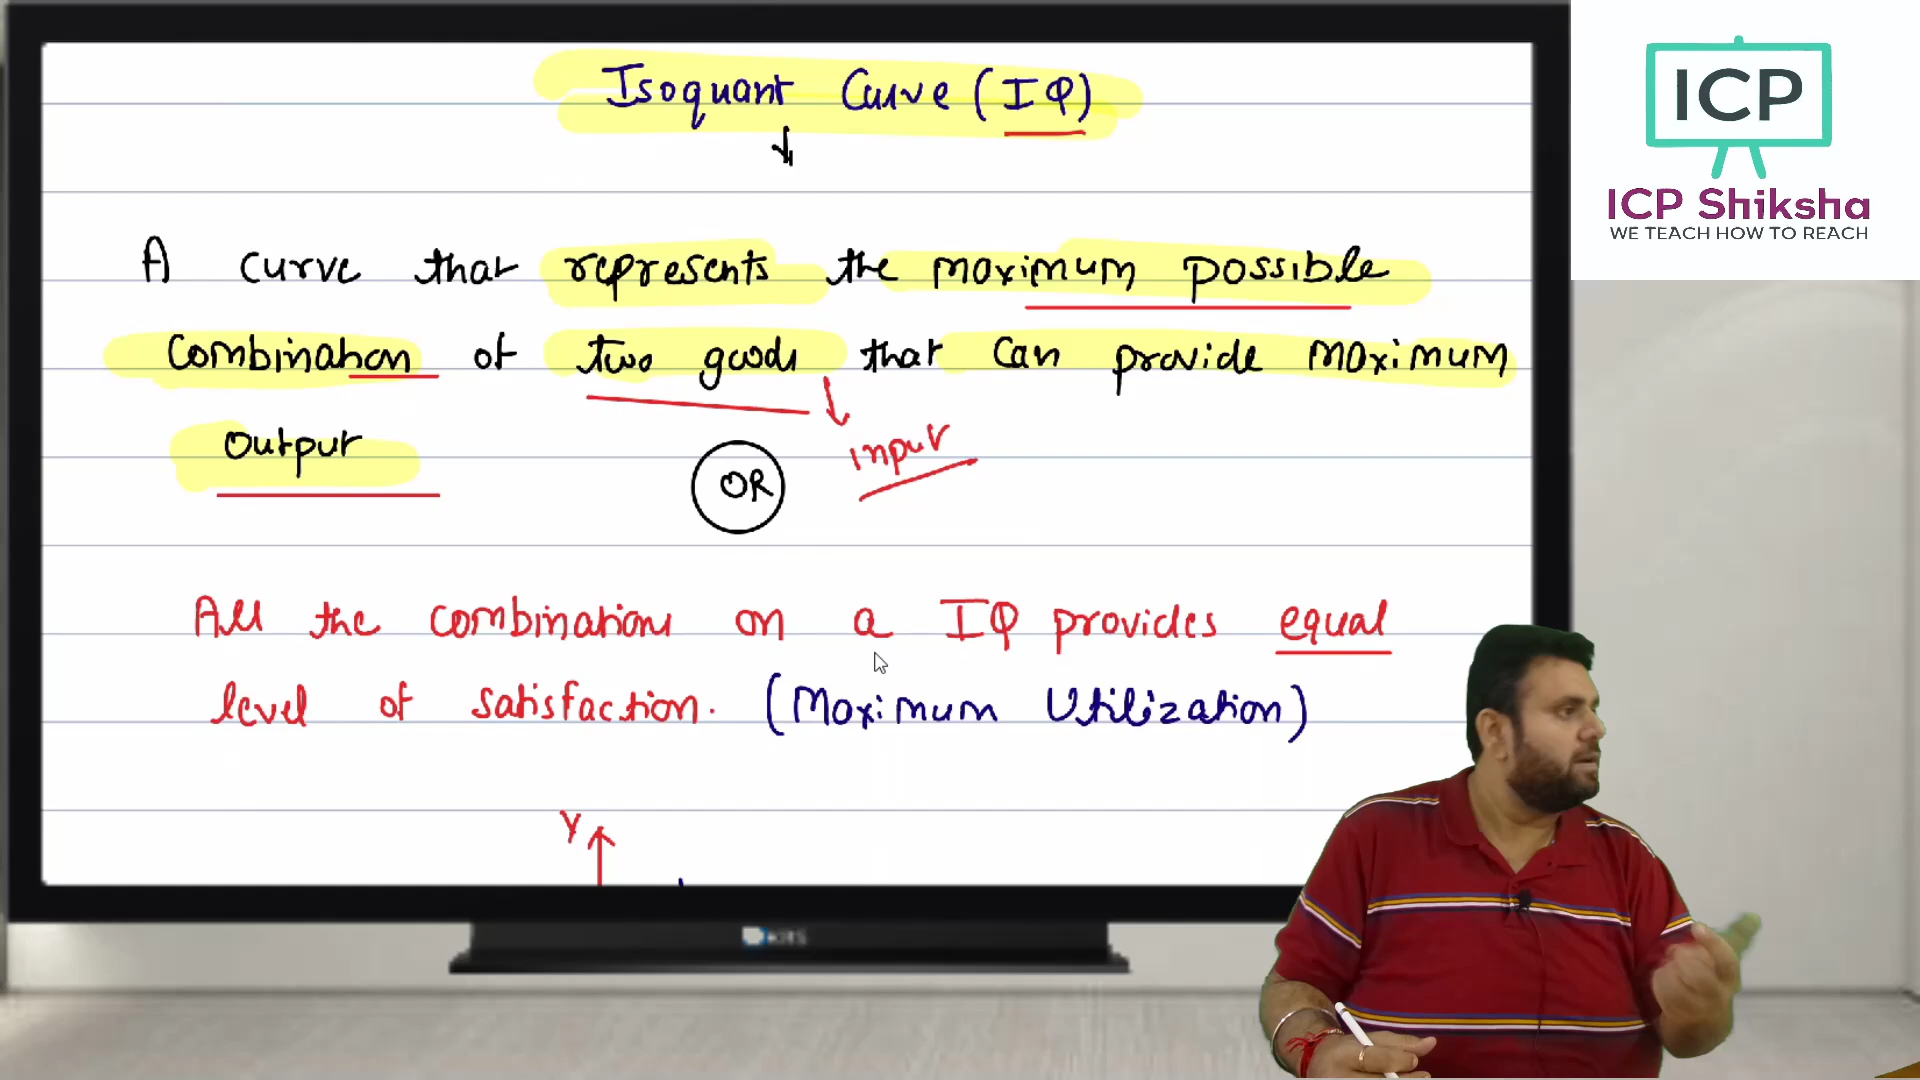 Isoquant Curve (IQ)
A curve that represents the maximum possible
Combination of two goods that can provide maximum
Output
input
OR
All the combinations on a IQ provides equal
level of satisfaction. (Maximum Utilization)
Y
ICP
ICP Shiksha
WE TEACH HOW TO REACH